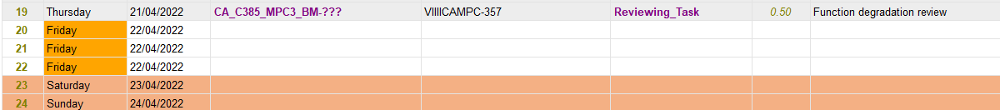 19 Thursday 21/04/2022 CA_C385_MPC3_BM-??? VIIIICAMPC-357 Reviewing_Task 0.50 Function degradation review
20 Friday 22/04/2022
21 Friday 22/04/2022
22 Friday 22/04/2022
23 Saturday 23/04/2022
24 Sunday 24/04/2022